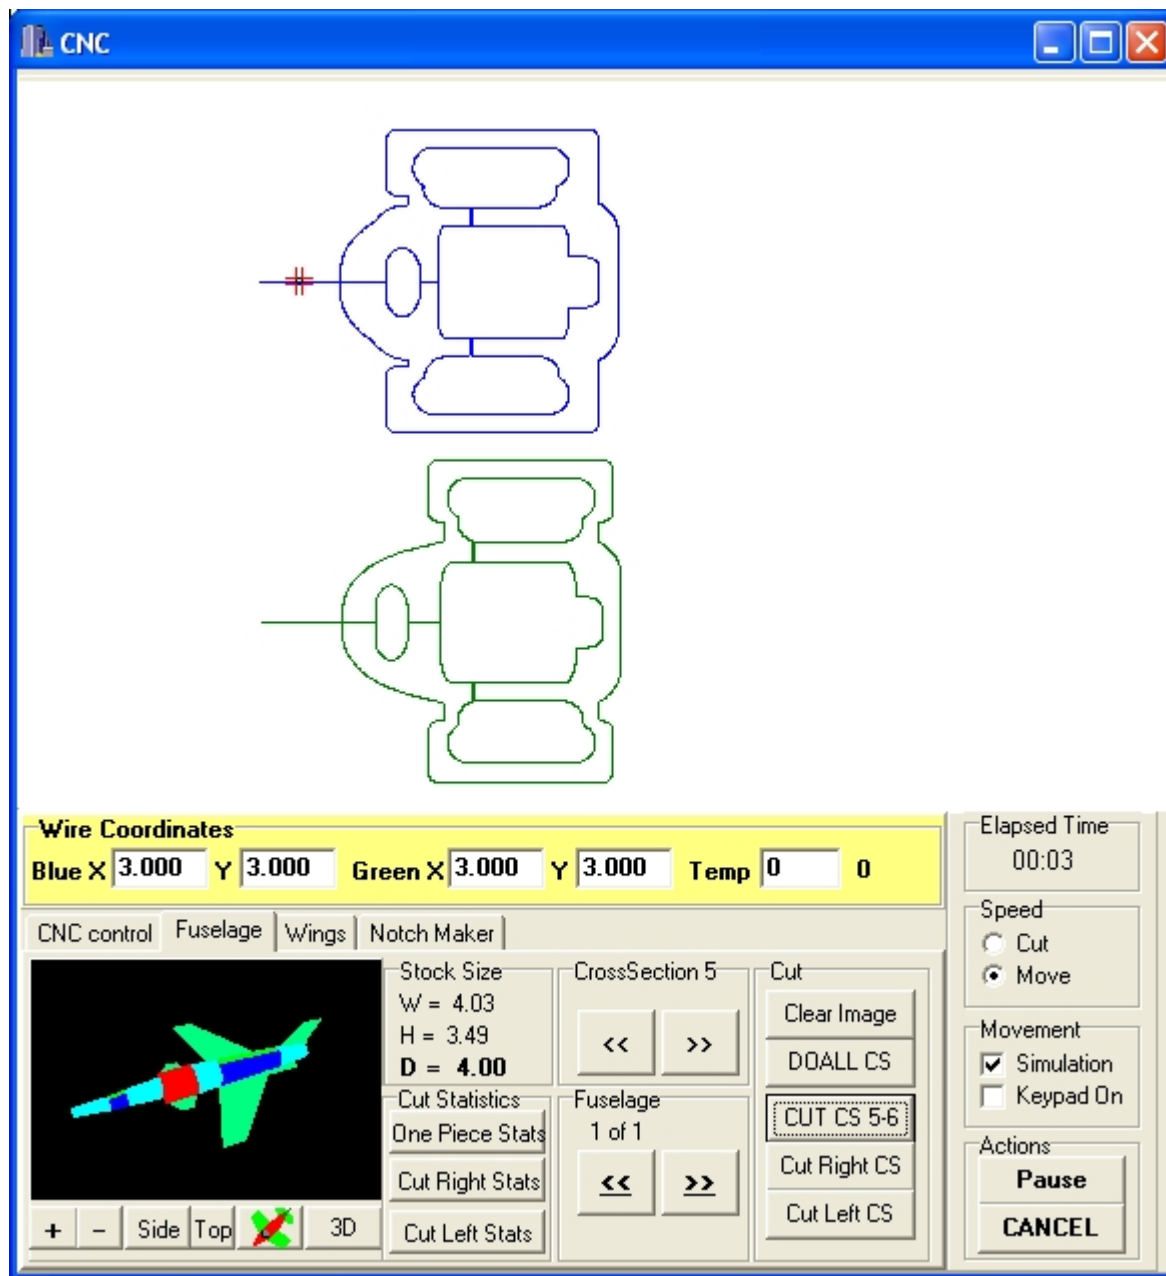 CNC
Wire Coordinates
Blue X 3.000 Y 3.000 Green X 3.000 Y 3.000 Temp 0 0
Elapsed Time
00:03
Speed
Cut
Move
Movement
Simulation
Keypad On
Actions
Pause
CANCEL
CNC control Fuselage Wings Notch Maker
Stock Size
W = 4.03
H = 3.49
D = 4.00
Cut Statistics
One Piece Stats
Cut Right Stats
Cut Left Stats
CrossSection 5
<< >>
Fuselage
1 of 1
<< >>
Cut
Clear Image
DOALL CS
CUT CS 5-6
Cut Right CS
Cut Left CS
+ - Side Top 3D